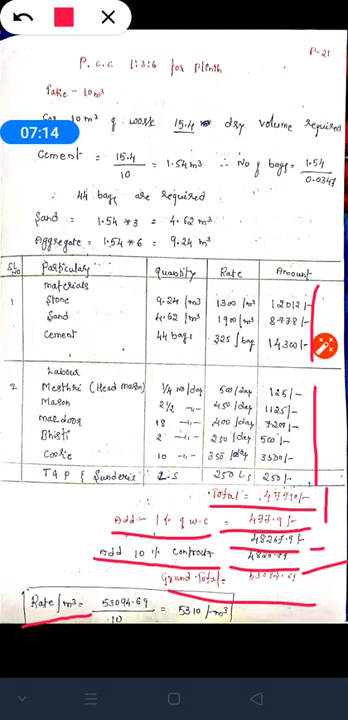 P-21
P.C.C 1:3:6 for Plinth
Take - 10m³
For 10m³ of work 15.4 m³ dry volume required
07:14
Cement = 15.4/10 = 1.54m³ ∴ No of bags = 1.54/0.0347
∴ 44 bags are required
Sand = 1.54*3 = 4.62 m³
Aggregate = 1.54*6 = 9.24 m³
Sl No Particulars Quantity Rate Amount
1 Materials
Stone 9.24/m³ 1300/m³ 12012/-
Sand 4.62/m³ 1900/m³ 8778/-
Cement 44 bags 325/bag 14300/-
2 Labour
Mesthri (Head mason) 1/4 no/day 500/day 125/-
Mason 2 1/2 -"- 450/day 1125/-
Mazdoor 18 -"- 400/day 7200/-
Bhisti 2 -"- 250/day 500/-
Coolie 10 -"- 350/day 3500/-
T & P & Sunderis L.S 250 L.S 250/-
Total = 47790/-
Add - 1% of W.C = 477.9/-
48267.9/-
Add 10% Contractor 4826.79
Grand Total = 53094.69
Rate/m³ = 53094.69/10 = 5310/m³